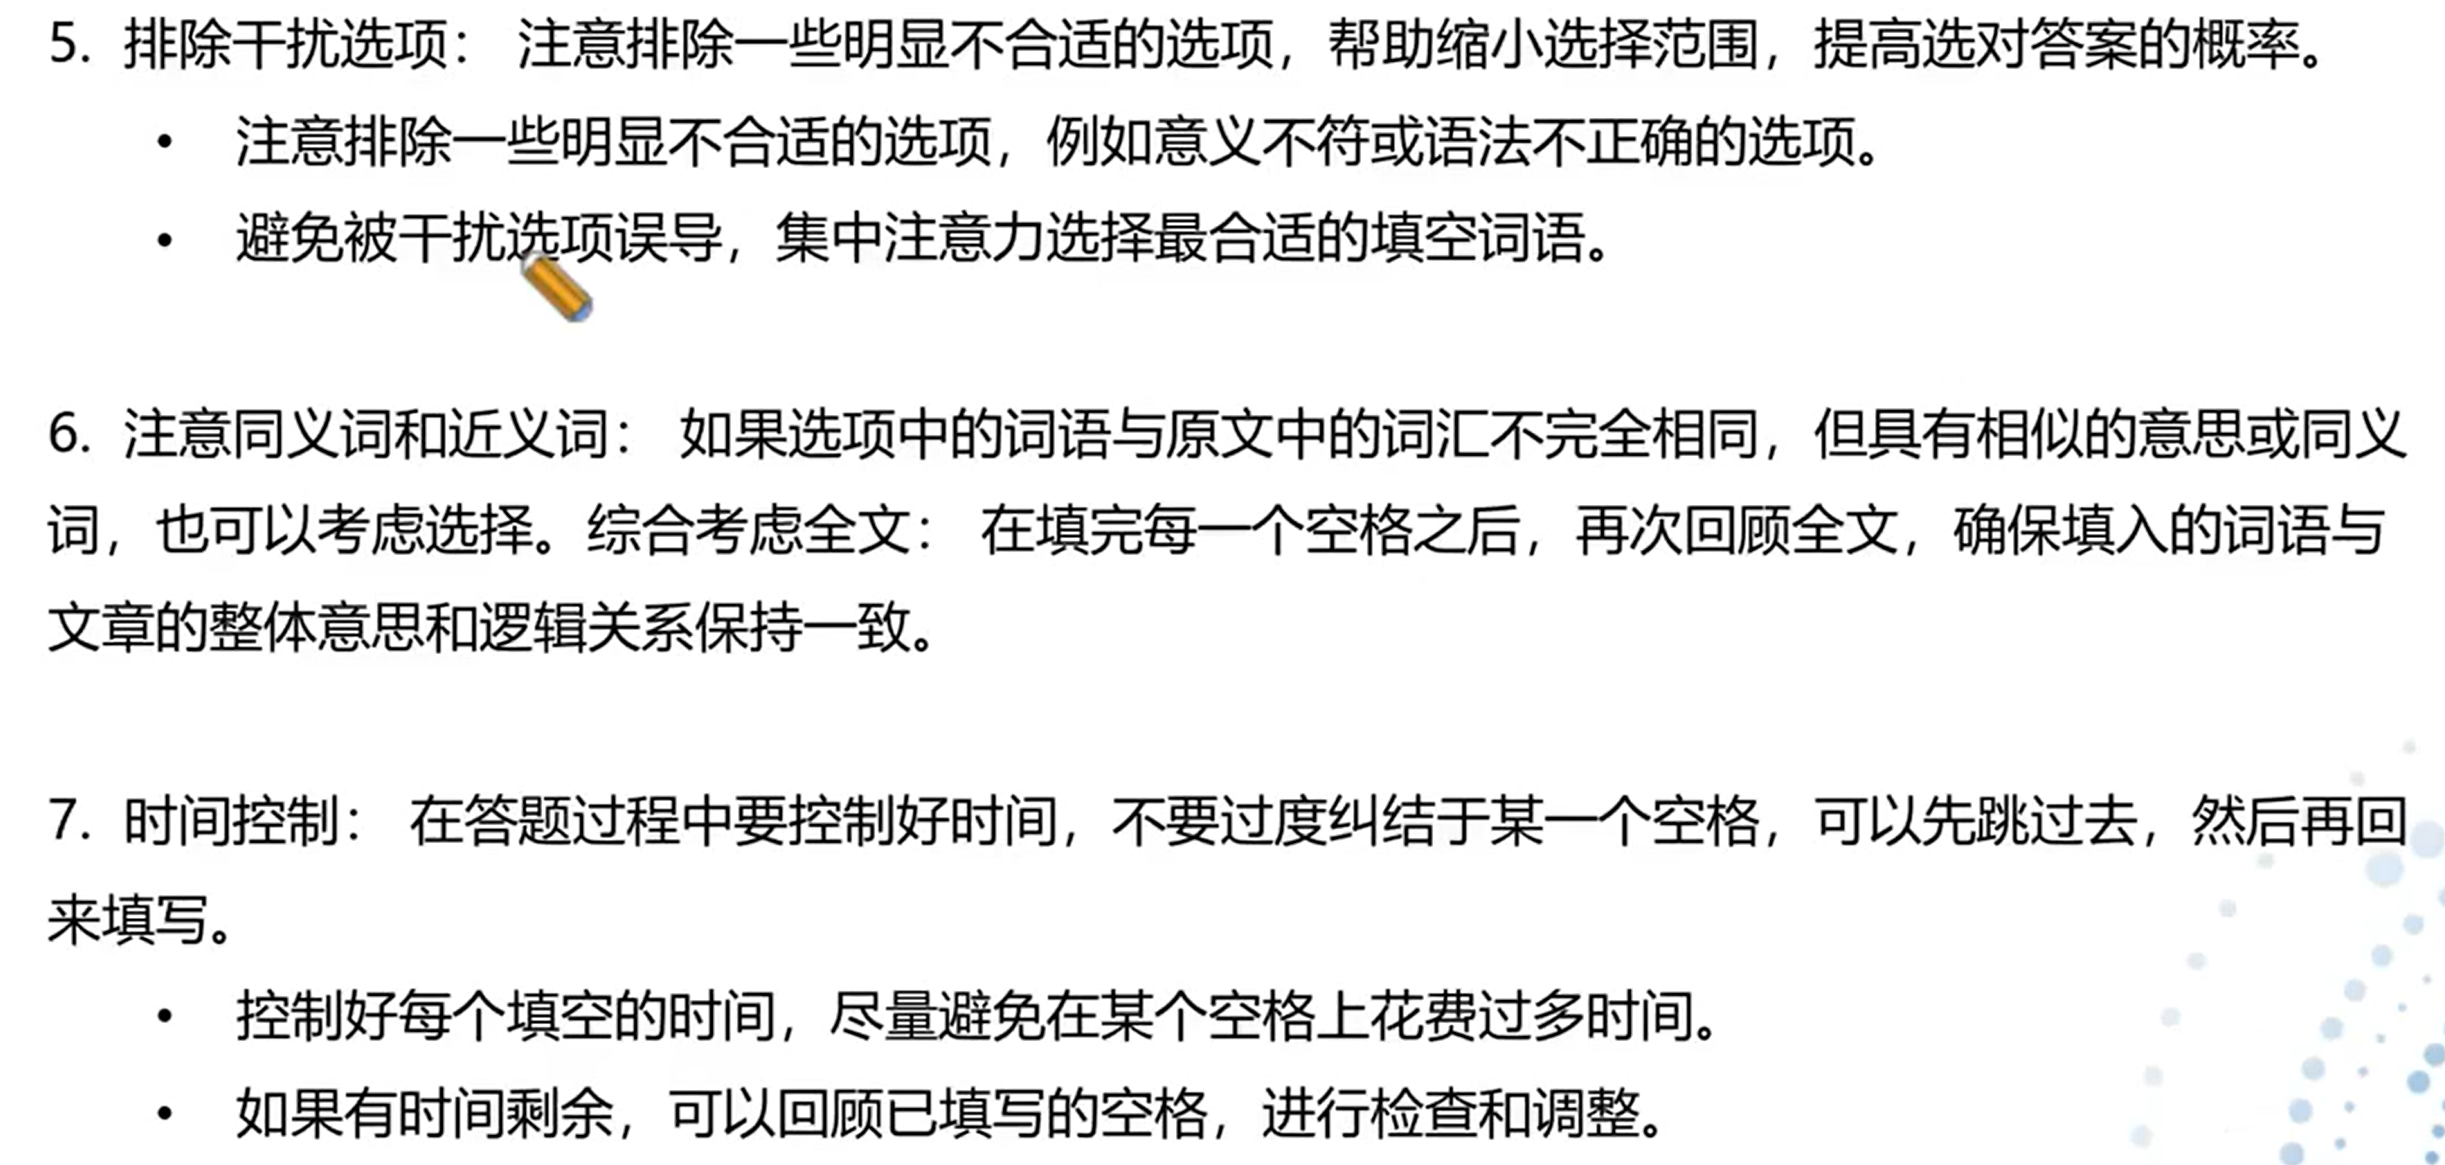 5. 排除干扰选项： 注意排除一些明显不合适的选项，帮助缩小选择范围，提高选对答案的概率。
• 注意排除一些明显不合适的选项，例如意义不符或语法不正确的选项。
• 避免被干扰选项误导，集中注意力选择最合适的填空词语。
6. 注意同义词和近义词： 如果选项中的词语与原文中的词汇不完全相同，但具有相似的意思或同义
词，也可以考虑选择。综合考虑全文： 在填完每一个空格之后，再次回顾全文，确保填入的词语与
文章的整体意思和逻辑关系保持一致。
7. 时间控制： 在答题过程中要控制好时间，不要过度纠结于某一个空格，可以先跳过去，然后再回
来填写。
• 控制好每个填空的时间，尽量避免在某个空格上花费过多时间。
• 如果有时间剩余，可以回顾已填写的空格，进行检查和调整。